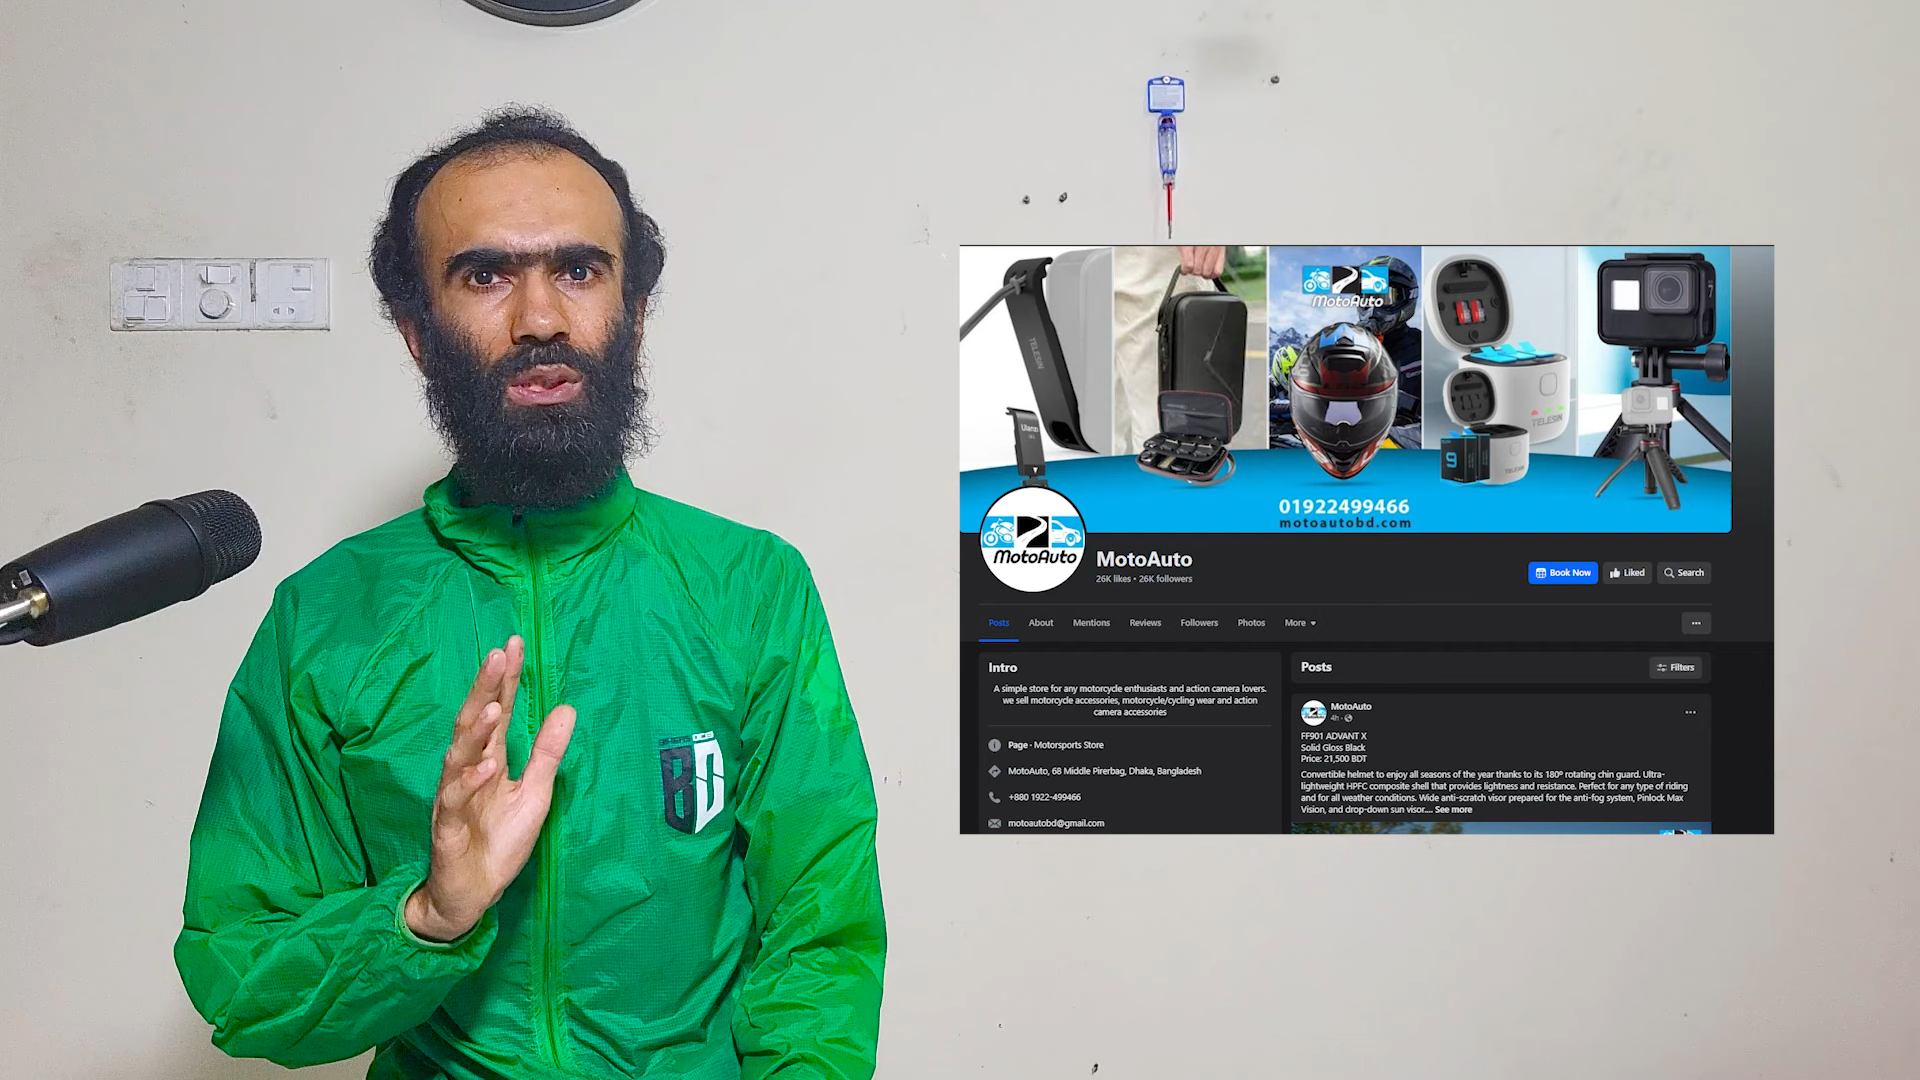 MotoAuto
TELESIN
Ulanzi
9
TELESIN
TELESIN
01922499466
motoautobd.com
MotoAuto
MotoAuto
26K likes • 26K followers
Book Now
Liked
Search
Posts
About
Mentions
Reviews
Followers
Photos
More
Intro
A simple store for any motorcycle enthusiasts and action camera lovers.
we sell motorcycle accessories, motorcycle/cycling wear and action
camera accessories
Page · Motorsports Store
MotoAuto, 68 Middle Pirerbag, Dhaka, Bangladesh
+880 1922-499466
motoautobd@gmail.com
Posts
Filters
MotoAuto
4h
FF901 ADVANT X
Solid Gloss Black
Price: 21,500 BDT
Convertible helmet to enjoy all seasons of the year thanks to its 180º rotating chin guard. Ultra-
lightweight HPFC composite shell that provides lightness and resistance. Perfect for any type of riding
and for all weather conditions. Wide anti-scratch visor prepared for the anti-fog system, Pinlock Max
Vision, and drop-down sun visor.... See more
BD